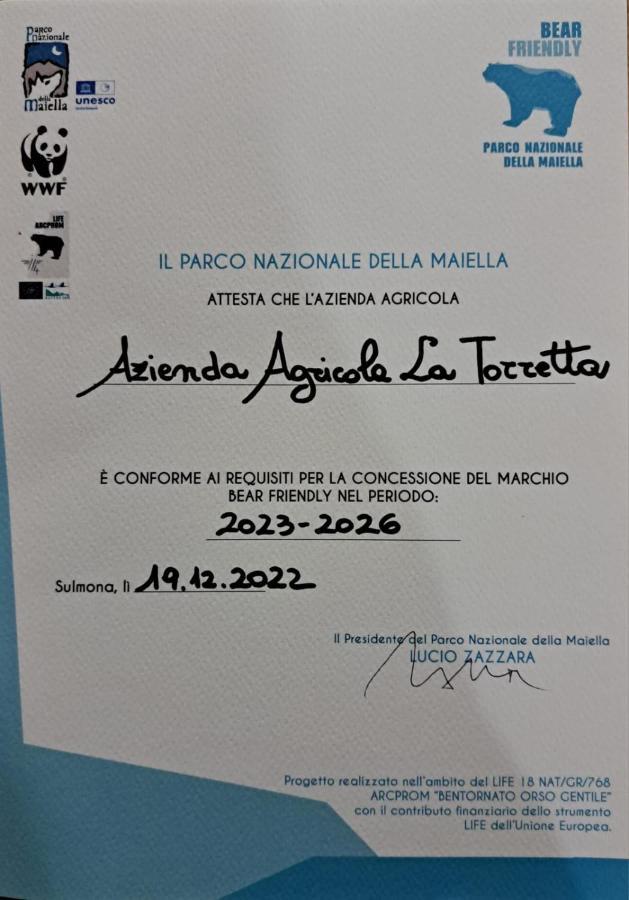 Parco
Nazionale
della
Maiella
unesco
WWF
LIFE
ARCPROM
BEAR
FRIENDLY
PARCO NAZIONALE
DELLA MAIELLA
IL PARCO NAZIONALE DELLA MAIELLA
ATTESTA CHE L'AZIENDA AGRICOLA
Azienda Agricola La Torretta
È CONFORME AI REQUISITI PER LA CONCESSIONE DEL MARCHIO
BEAR FRIENDLY NEL PERIODO:
2023-2026
Sulmona, lì 19.12.2022
Il Presidente del Parco Nazionale della Maiella
LUCIO ZAZZARA
Progetto realizzato nell'ambito del LIFE 18 NAT/GR/768
ARCPROM "BENTORNATO ORSO GENTILE"
con il contributo finanziario dello strumento
LIFE dell'Unione Europea.